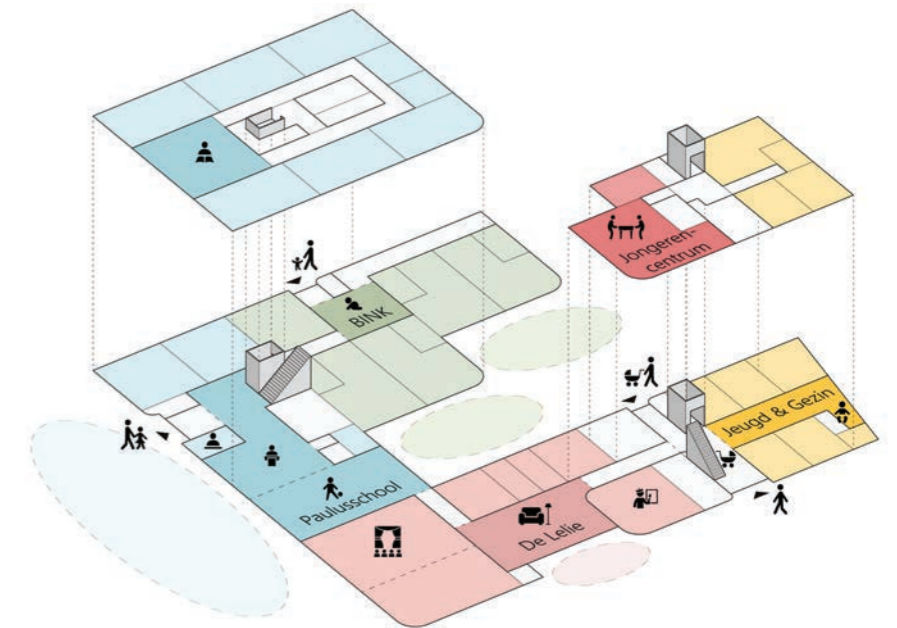 Jongeren-
centrum
BINK
Jeugd & Gezin
Paulusschool
De Lelie